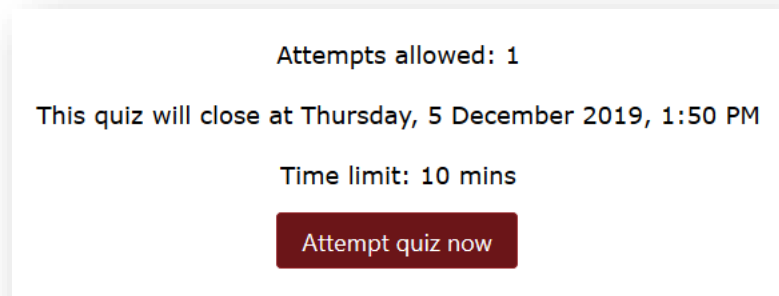 Attempts allowed: 1
This quiz will close at Thursday, 5 December 2019, 1:50 PM
Time limit: 10 mins
Attempt quiz now